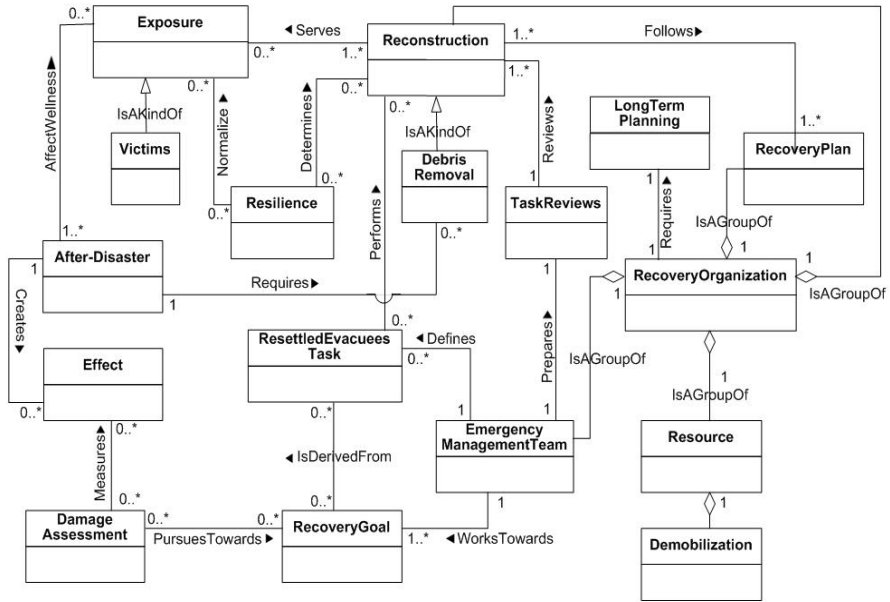 0..*
Exposure
◄ Serves
0..*
1..*
Reconstruction
1..*
Follows►
1..*
0..*
0..*
0..*
1..*
AffectWellness►
IsAKindOf
Normalize ►
Determines ►
IsAKindOf
Reviews►
LongTerm
Planning
1..*
Victims
Debris
Removal
RecoveryPlan
0..*
0..*
Resilience
1
TaskReviews
1
Requires ►
IsAGroupOf
Performs ►
0..*
1..*
1
After-Disaster
1
Requires►
1
1
1
RecoveryOrganization
1
IsAGroupOf
1
Creates►
Effect
0..*
ResettledEvacuees
Task
0..*
◄ Defines
Prepares ►
IsAGroupOf
1
IsAGroupOf
0..*
0..*
0..*
1
1
Emergency
ManagementTeam
Resource
Measures►
◄ IsDerivedFrom
0..*
0..*
1
1
Damage
Assessment
0..*
PursuesTowards ►
0..*
RecoveryGoal
1..*
◄WorksTowards
Demobilization